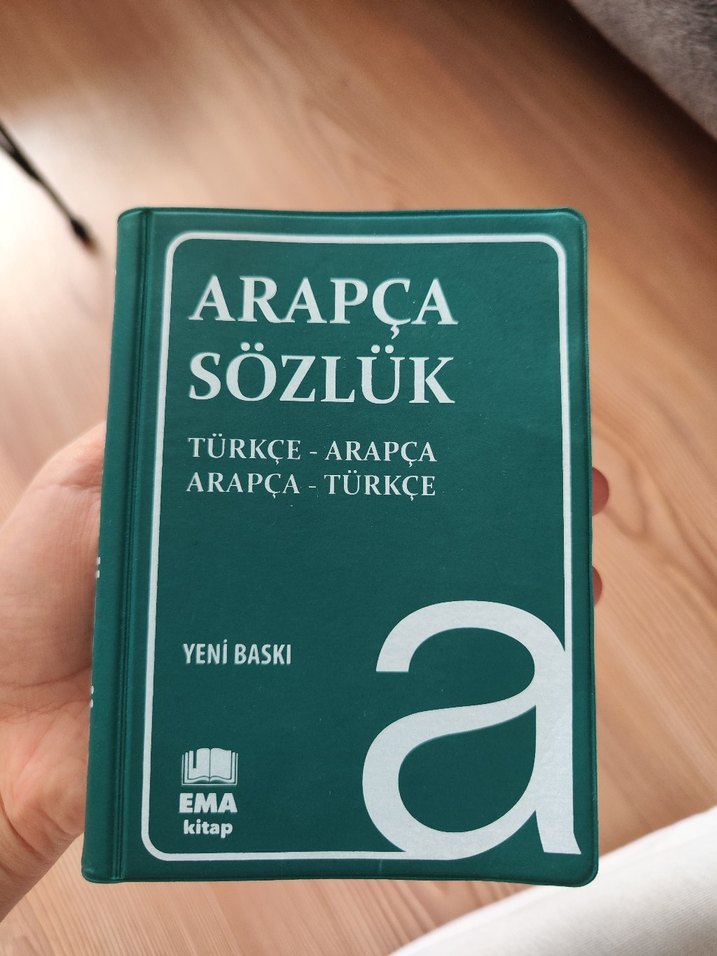 ARAPÇA
SÖZLÜK
TÜRKÇE - ARAPÇA
ARAPÇA - TÜRKÇE
YENİ BASKI
a
EMA
kitap